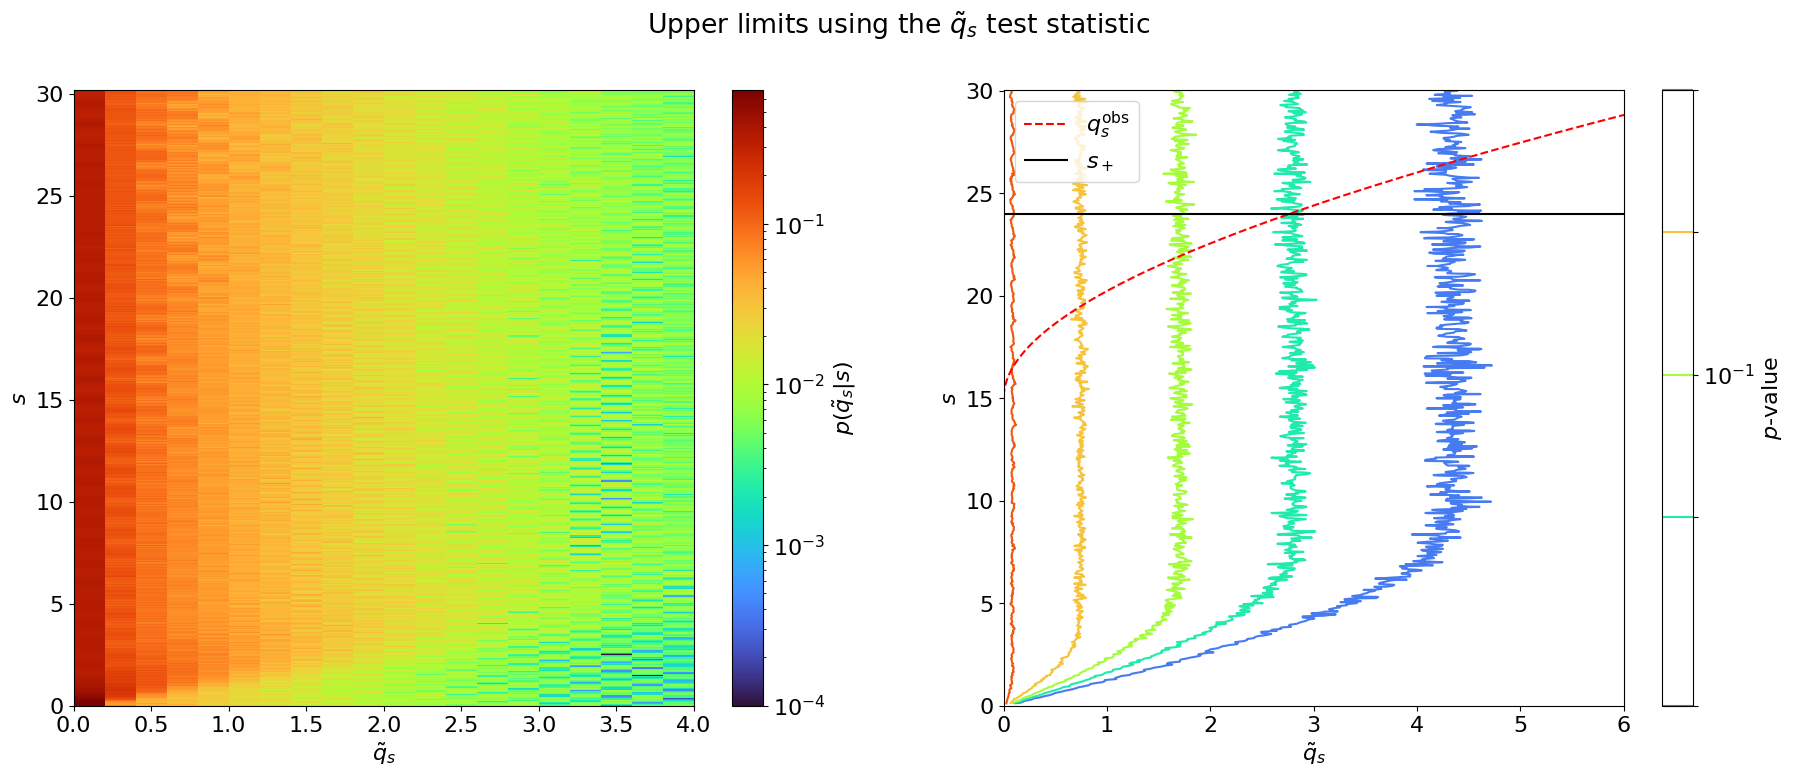 Upper limits using the q̃ₛ test statistic
30
25
20
15
10
5
0
s
0.0 0.5 1.0 1.5 2.0 2.5 3.0 3.5 4.0
q̃ₛ
10⁻¹
10⁻²
10⁻³
10⁻⁴
p(q̃ₛ|s)
30
25
20
15
10
5
0
s
qₛᵒᵇˢ
s₊
0 1 2 3 4 5 6
q̃ₛ
10⁻¹
p-value